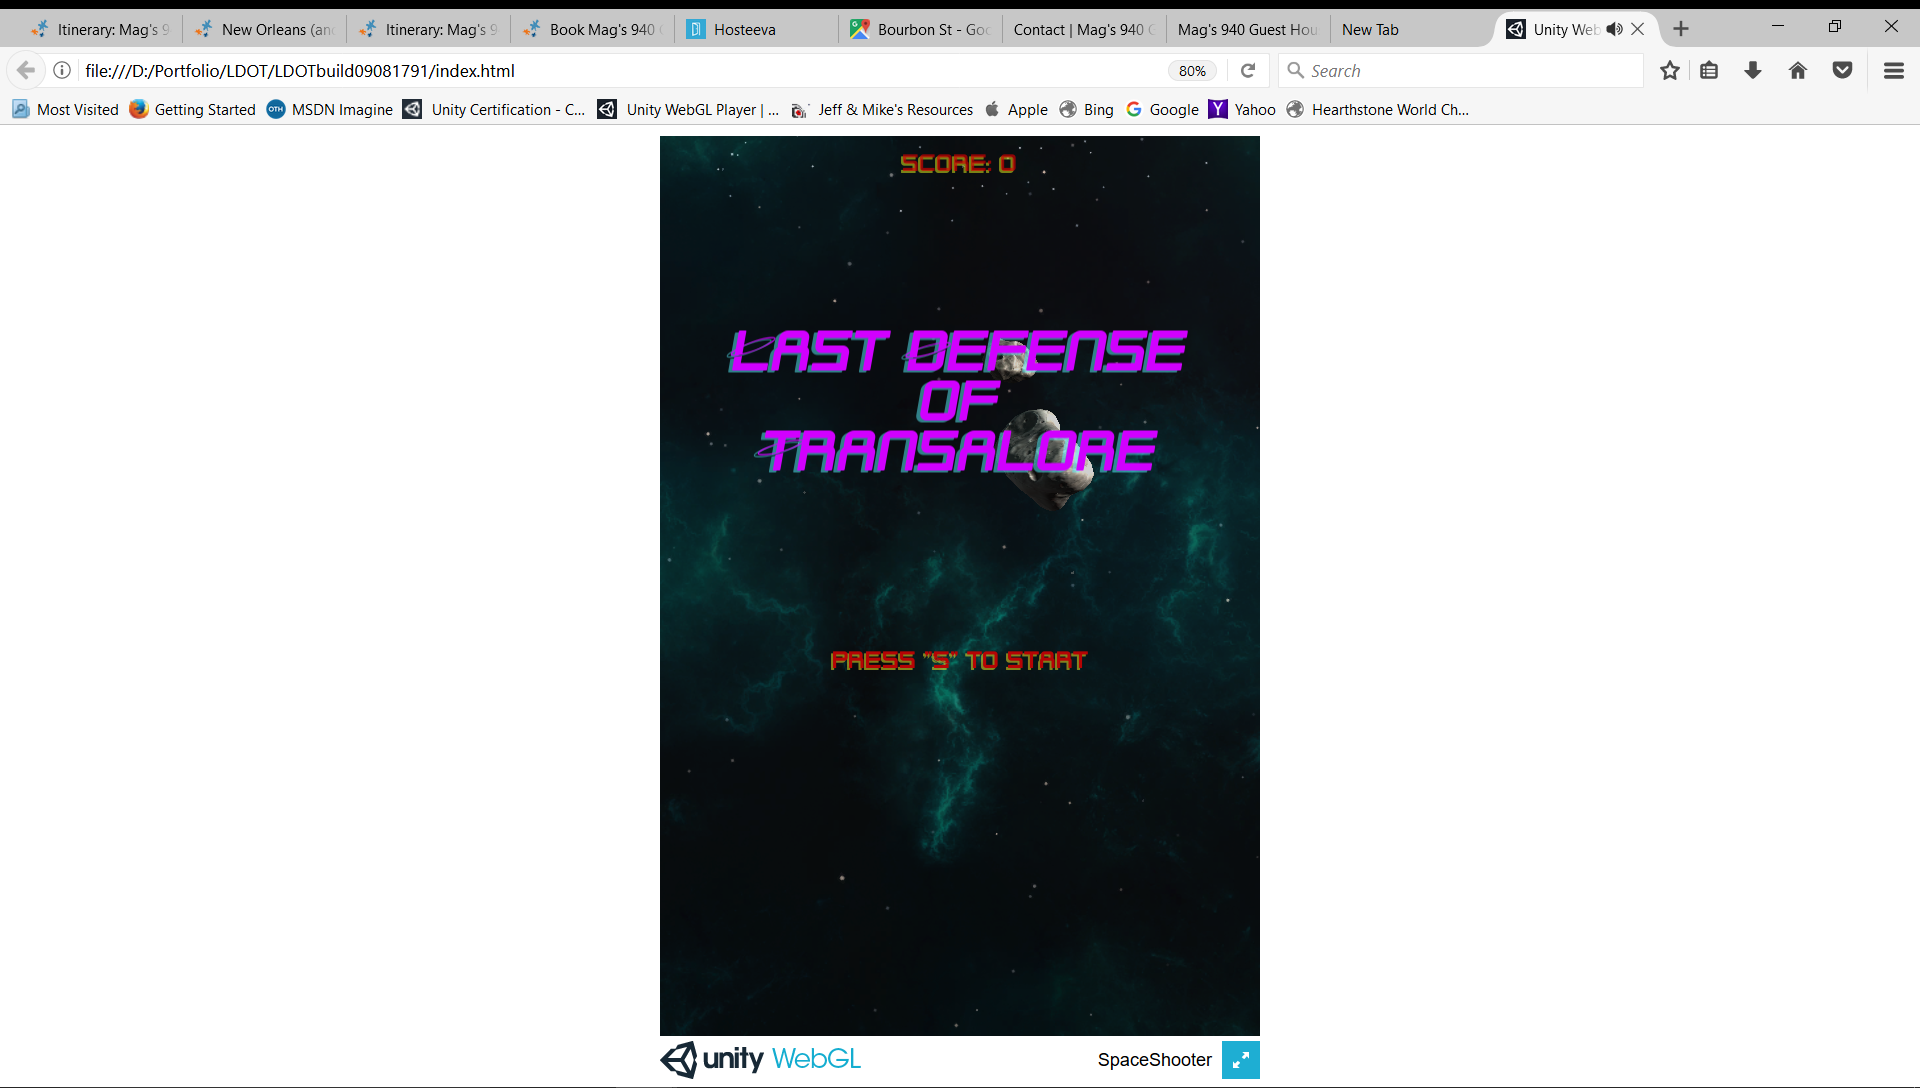 Itinerary: Mag's 9
New Orleans (and
Itinerary: Mag's 9
Book Mag's 940 G
Hosteeva
Bourbon St - Goo
Contact | Mag's 940 G
Mag's 940 Guest Hou
New Tab
Unity Web
file:///D:/Portfolio/LDOT/LDOTbuild09081791/index.html
80%
Search
Most Visited
Getting Started
OTH
MSDN Imagine
Unity Certification - C...
Unity WebGL Player | ...
Jeff & Mike's Resources
Apple
Bing
Google
Yahoo
Hearthstone World Ch...
SCORE: 0
LAST DEFENSE
OF
TRANSALORE
PRESS "S" TO START
unity WebGL
SpaceShooter